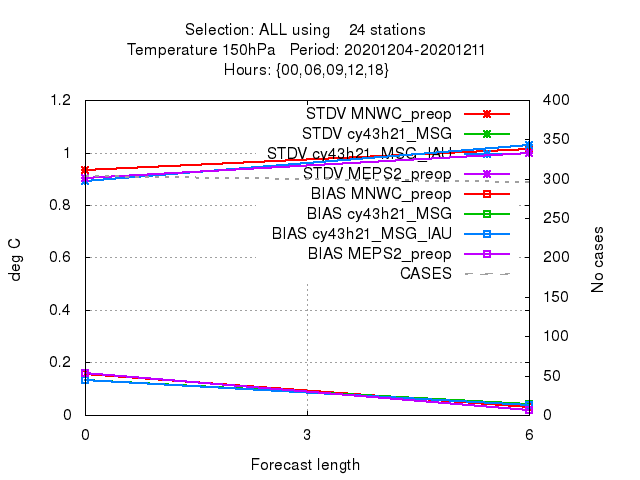 Selection: ALL using 24 stations
Temperature 150hPa Period: 20201204-20201211
Hours: {00,06,09,12,18}
1.2
1
0.8
0.6
0.4
0.2
0
400
350
300
250
200
150
100
50
0
STDV MNWC_preop
STDV cy43h21_MSG
STDV cy43h21_MSG_IAU
STDV MEPS2_preop
BIAS MNWC_preop
BIAS cy43h21_MSG
BIAS cy43h21_MSG_IAU
BIAS MEPS2_preop
CASES
deg C
No cases
0
3
6
Forecast length